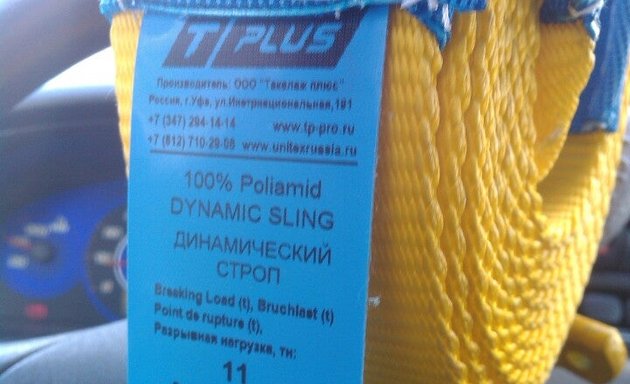 T PLUS
Производитель: ООО "Такелаж плюс"
Россия, г.Уфа, ул.Инетрнациональная, 191
+7 (347) 294-14-14 www.tp-pro.ru
+7 (812) 710-29-08 www.unitexrussia.ru
100% Poliamid
DYNAMIC SLING
ДИНАМИЧЕСКИЙ
СТРОП
Breaking Load (t), Bruchlast (t)
Point de rupture (t),
Разрывная нагрузка, тн:
11